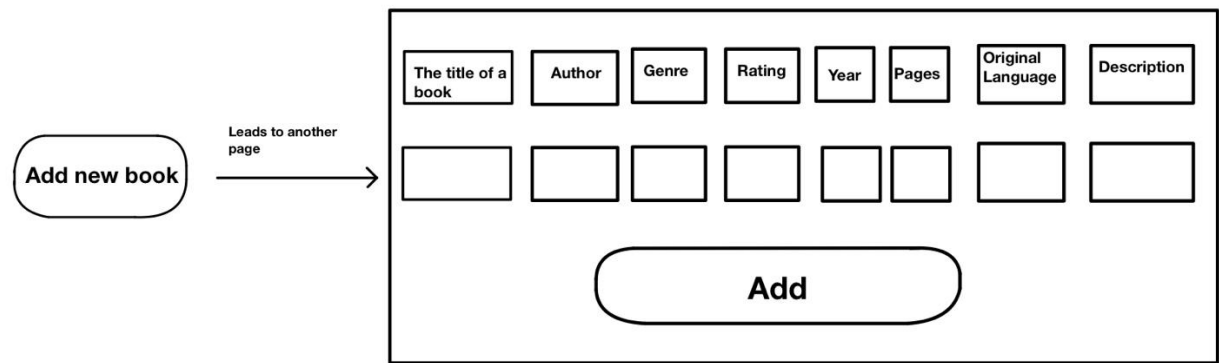 Add new book
Leads to another
page
The title of a
book
Author
Genre
Rating
Year
Pages
Original
Language
Description
Add